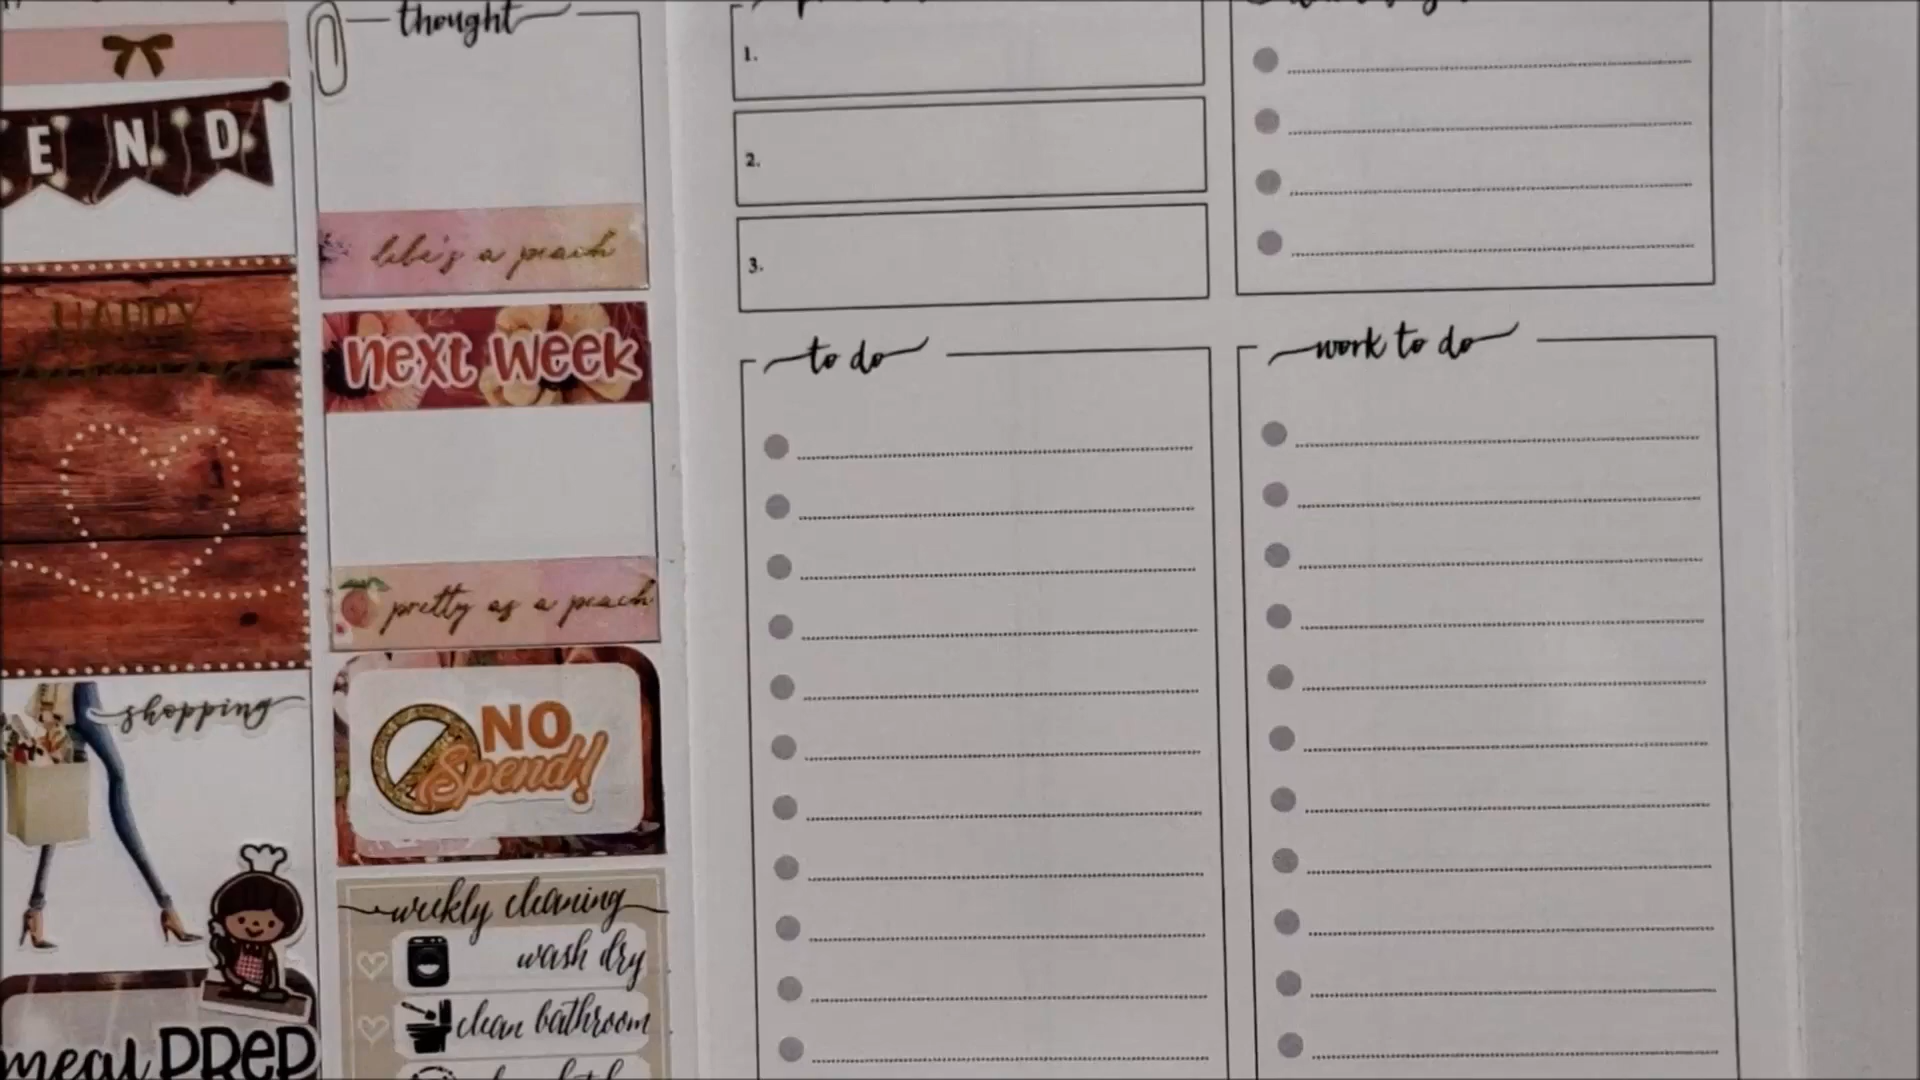 END
HAPPY
shopping
meal PREP
thought
life's a peach
next week
pretty as a peach
NO
Spend!
weekly cleaning
wash dry
clean bathroom
1.
2.
3.
to do
work to do